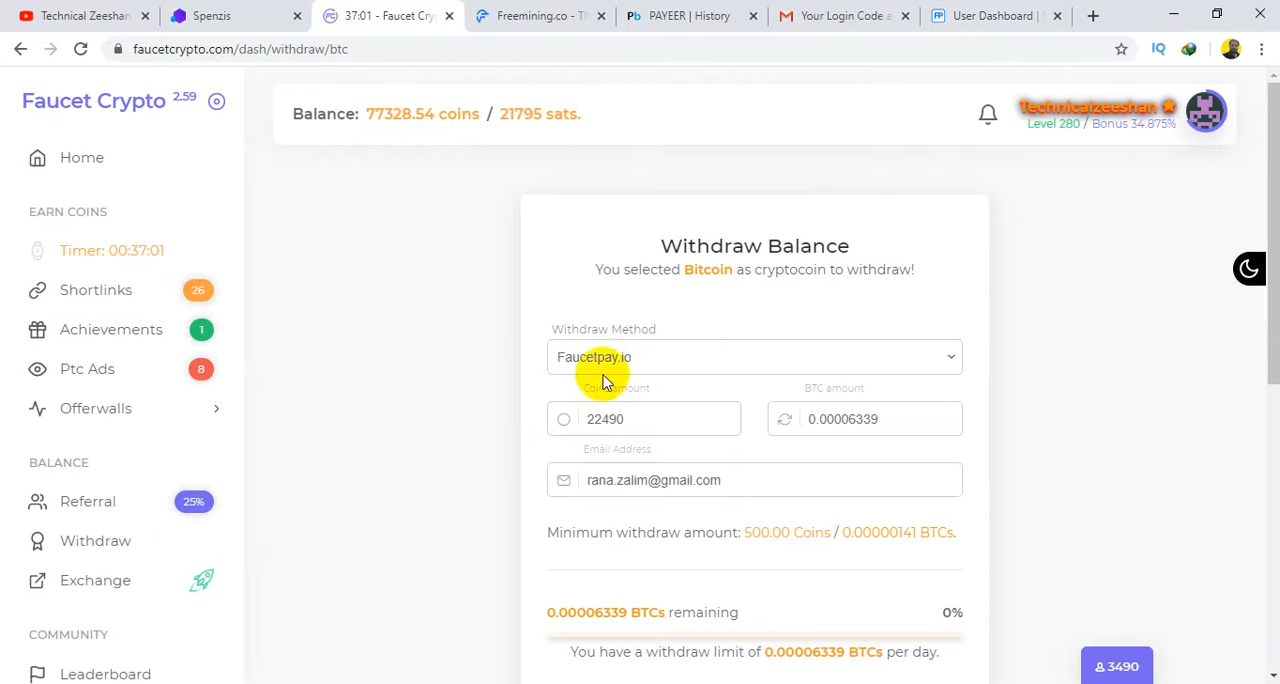 Technical Zeeshan
Spenzis
37:01 - Faucet Cry
Freemining.co - Th
PAYEER | History
Your Login Code
User Dashboard |
faucetcrypto.com/dash/withdraw/btc
IQ
Faucet Crypto 2.59
Balance: 77328.54 coins / 21795 sats.
Technicalzeeshan
Level 280 / Bonus 34.875%
Home
EARN COINS
Timer: 00:37:01
Shortlinks 26
Achievements 1
Ptc Ads 8
Offerwalls
BALANCE
Referral 25%
Withdraw
Exchange
COMMUNITY
Leaderboard
Withdraw Balance
You selected Bitcoin as cryptocoin to withdraw!
Withdraw Method
Faucetpay.io
Coin amount BTC amount
22490 0.00006339
Email Address
rana.zalim@gmail.com
Minimum withdraw amount: 500.00 Coins / 0.00000141 BTCs.
0.00006339 BTCs remaining 0%
You have a withdraw limit of 0.00006339 BTCs per day.
3490